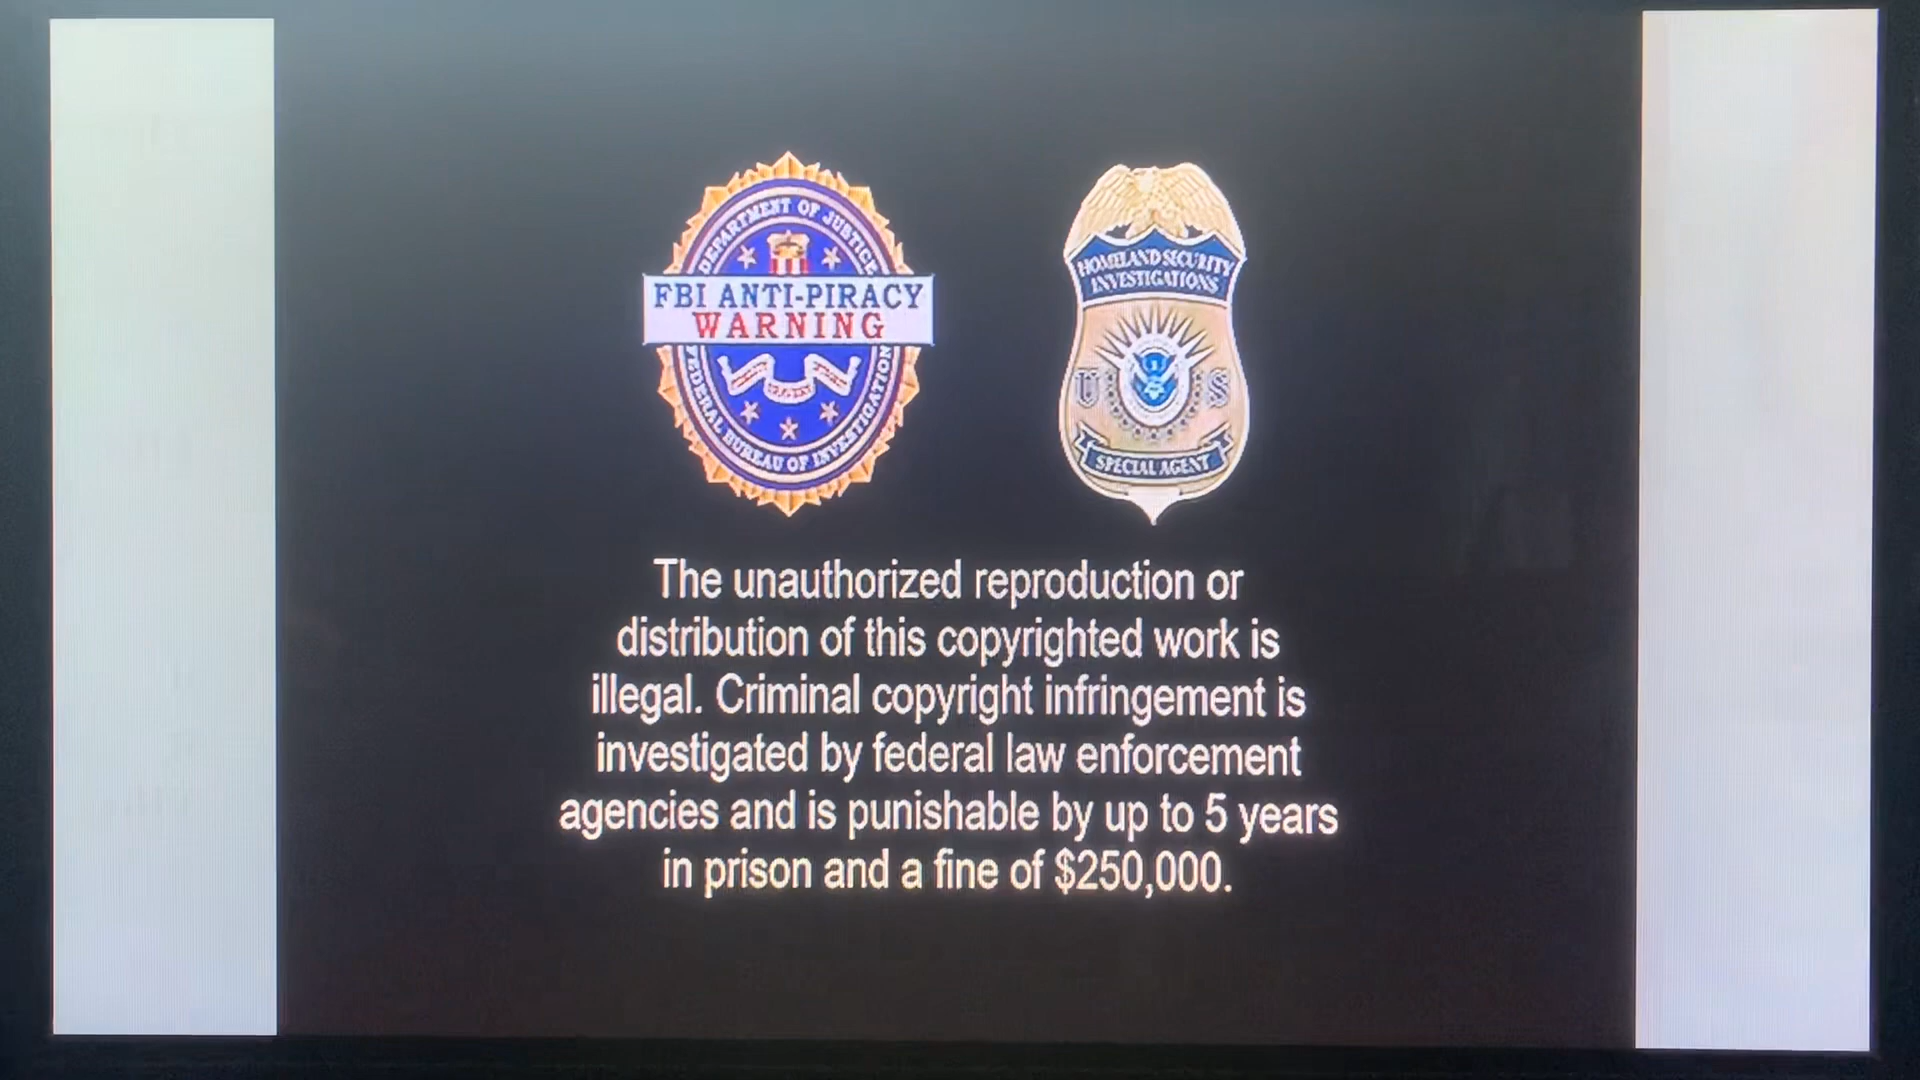 DEPARTMENT OF JUSTICE
FBI ANTI-PIRACY
WARNING
FEDERAL BUREAU OF INVESTIGATION
HOMELAND SECURITY
INVESTIGATIONS
U S
SPECIAL AGENT
The unauthorized reproduction or
distribution of this copyrighted work is
illegal. Criminal copyright infringement is
investigated by federal law enforcement
agencies and is punishable by up to 5 years
in prison and a fine of $250,000.